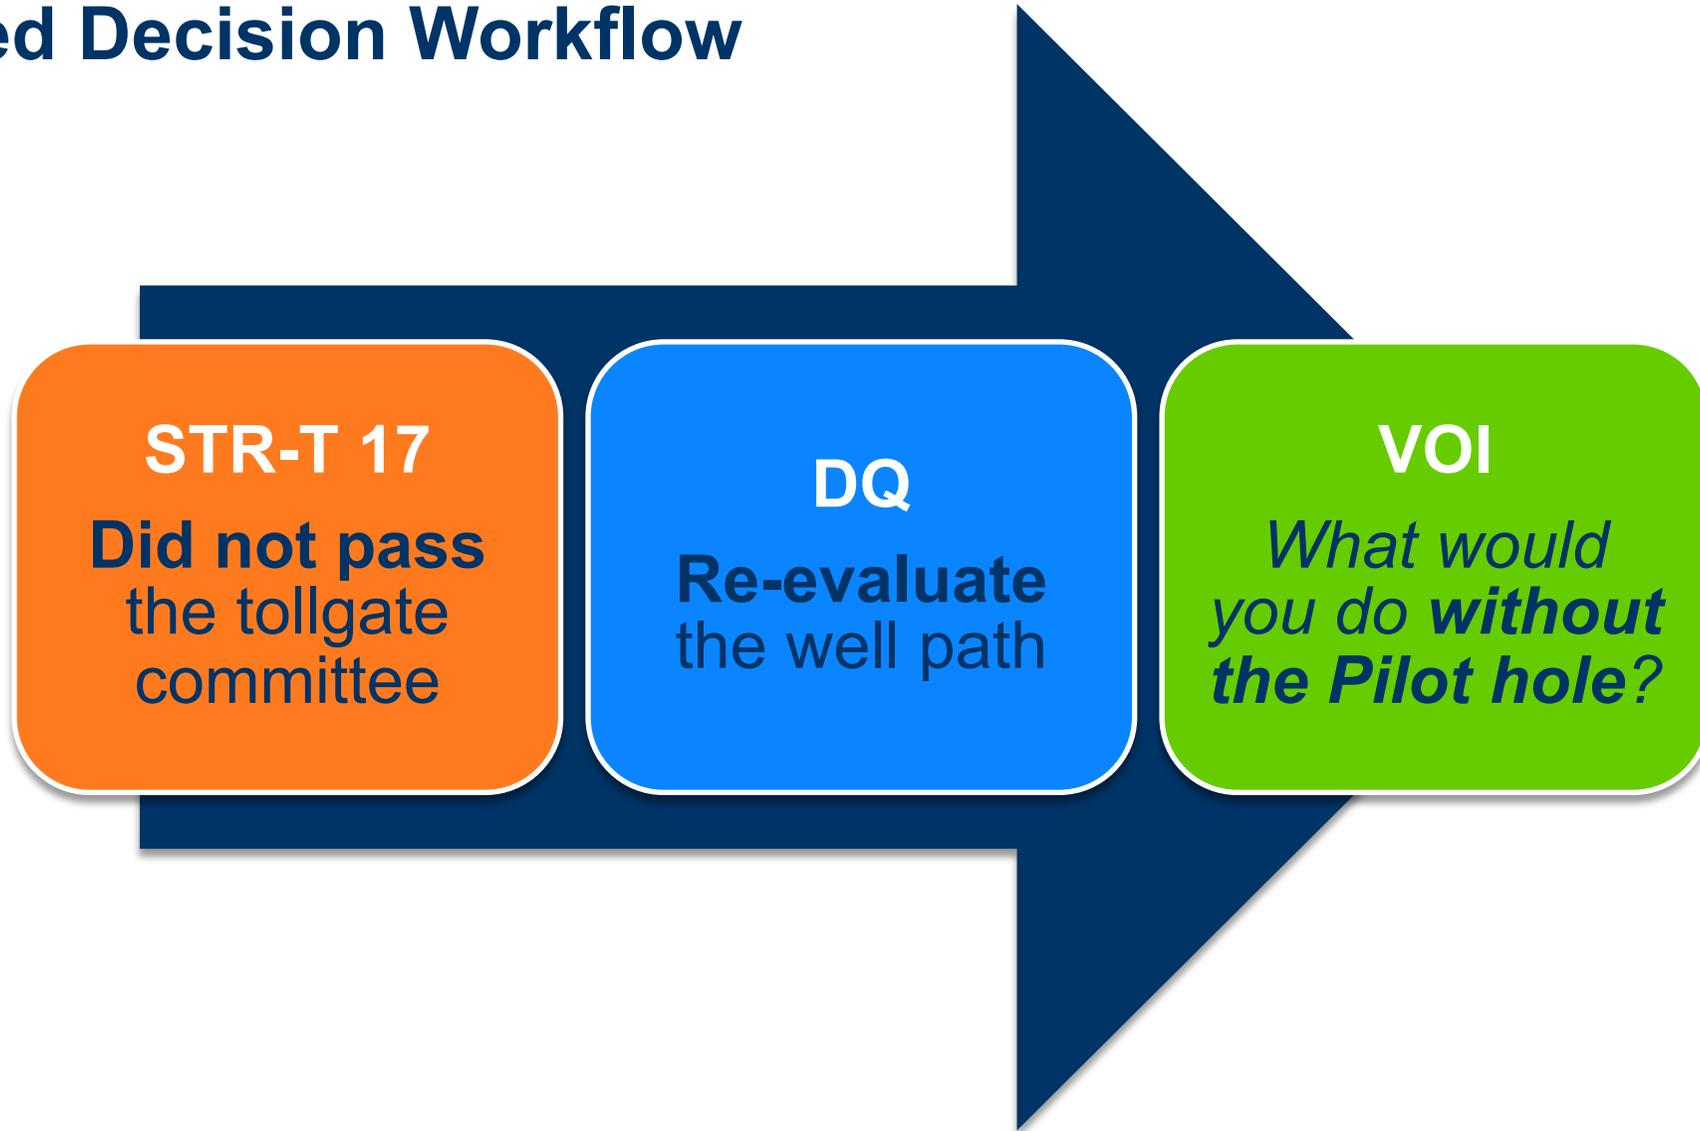 ed Decision Workflow
STR-T 17
Did not pass
the tollgate
committee
DQ
Re-evaluate
the well path
VOI
What would
you do without
the Pilot hole?